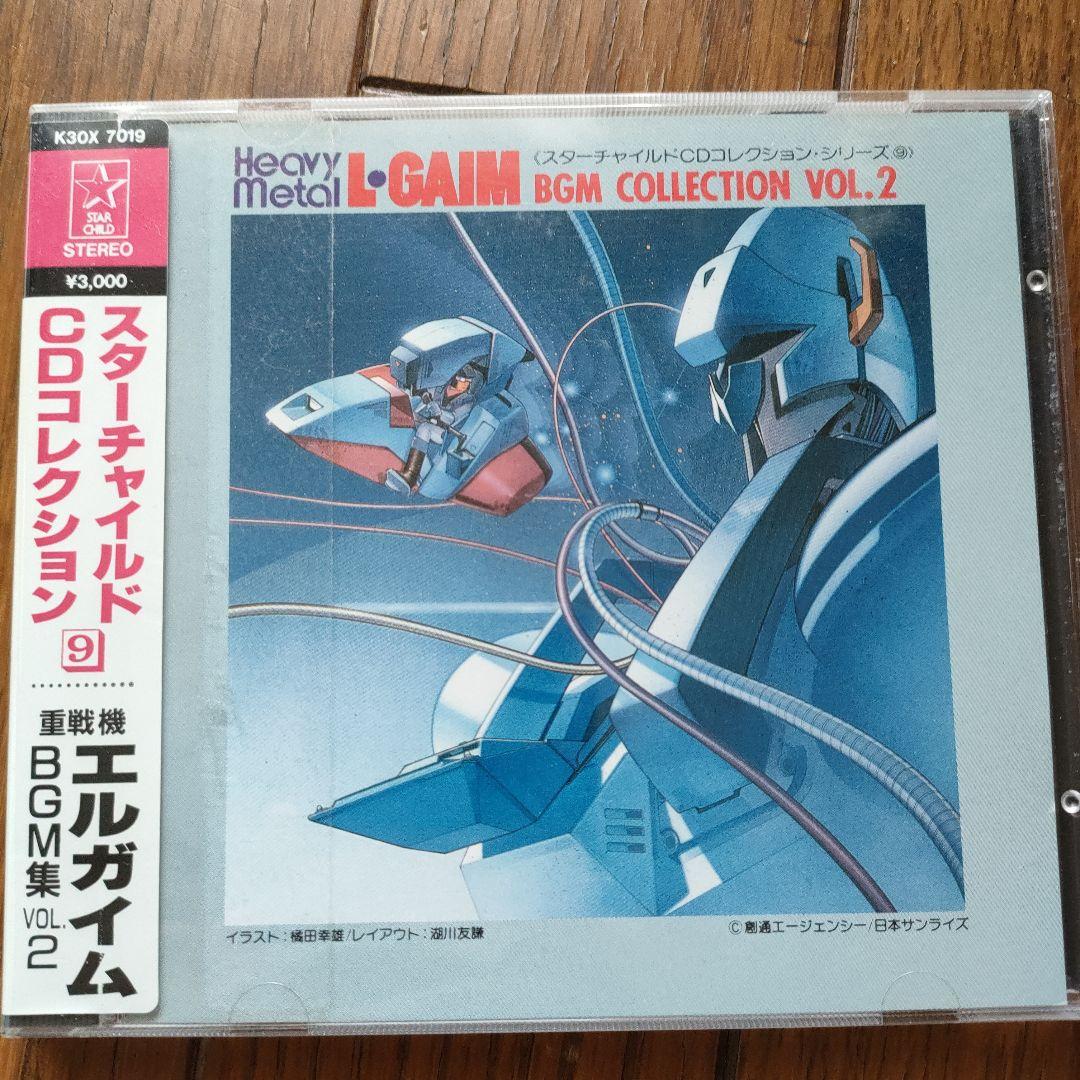 K30X 7019
STAR
CHILD
STEREO
¥3,000
スターチャイルド
CDコレクション
9
重戦機
エルガイム
BGM集 VOL.2
Heavy Metal L・GAIM
《スターチャイルドCDコレクション・シリーズ⑨》
BGM COLLECTION VOL.2
イラスト：橘田幸雄/レイアウト：湖川友謙
©創通エージェンシー/日本サンライズ